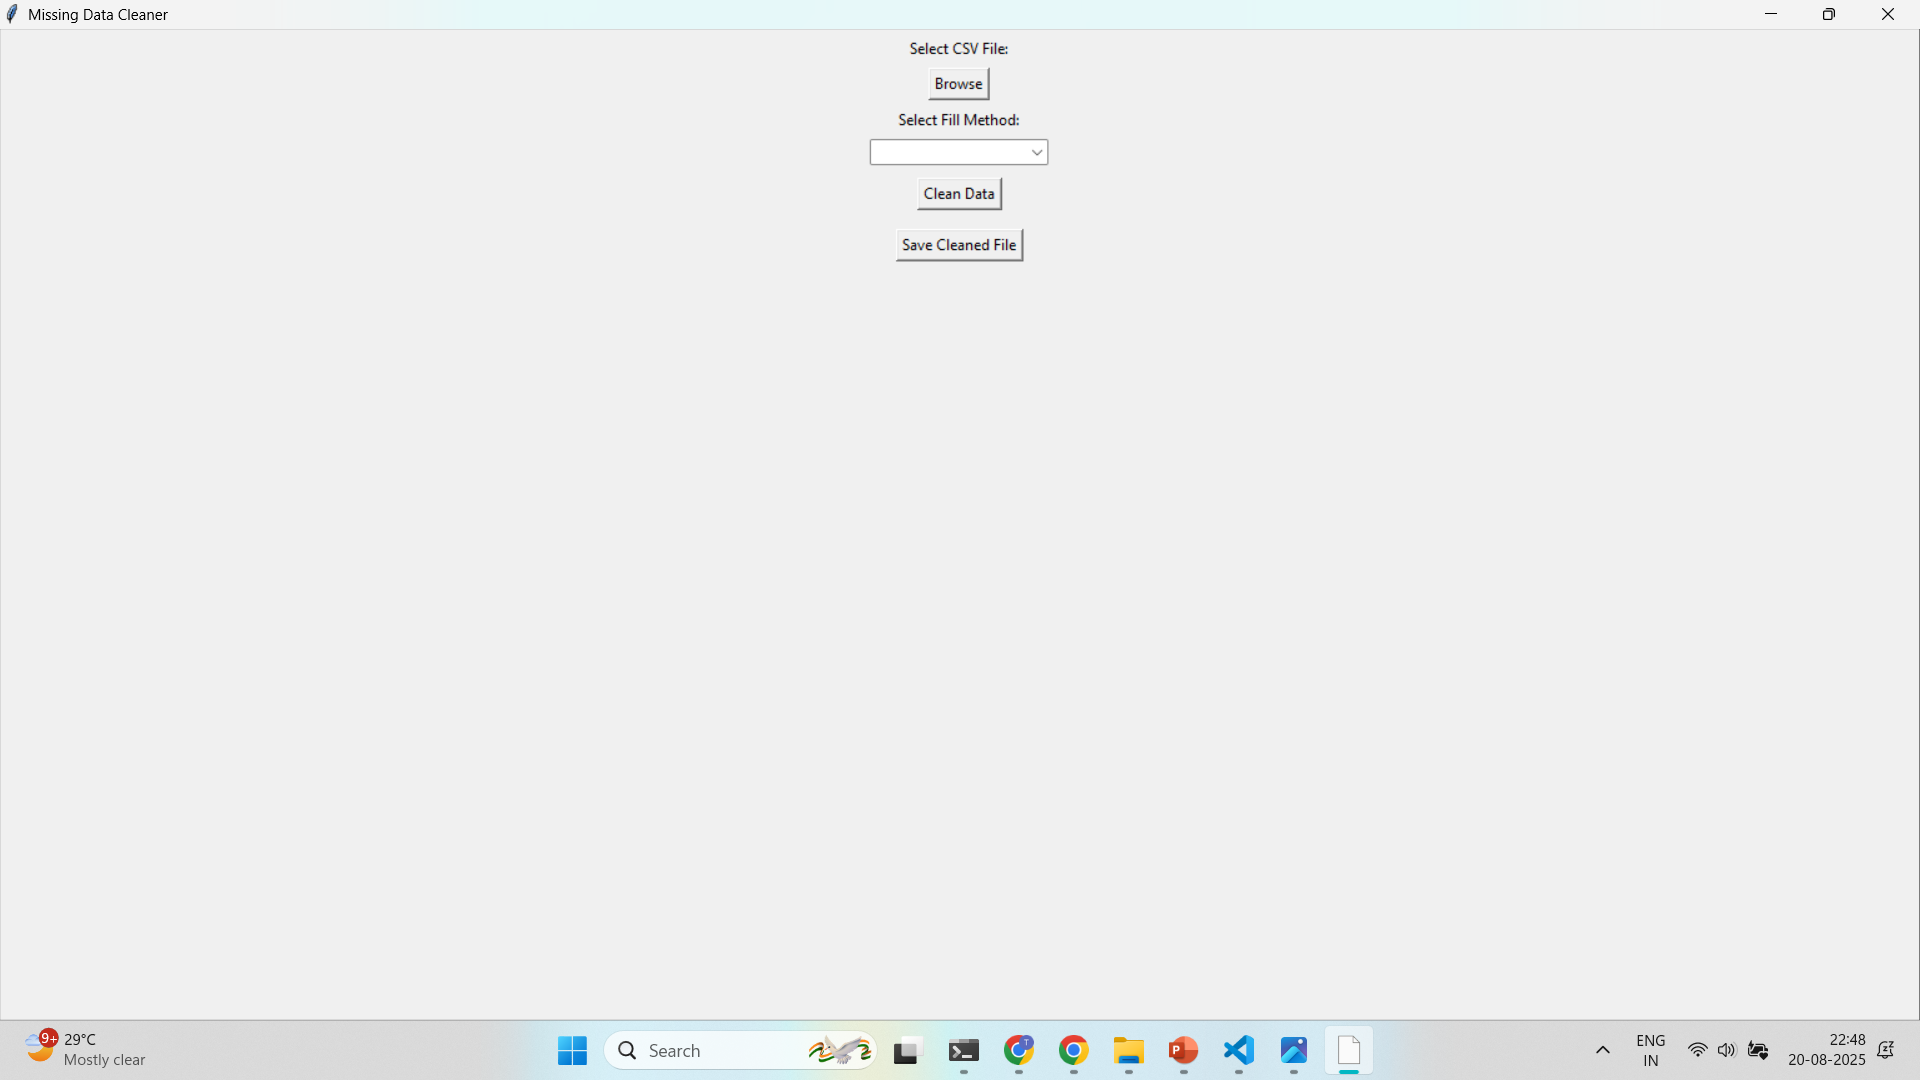 Missing Data Cleaner
Select CSV File:
Browse
Select Fill Method:
Clean Data
Save Cleaned File
9+
29°C
Mostly clear
Search
T
P
ENG
IN
22:48
20-08-2025